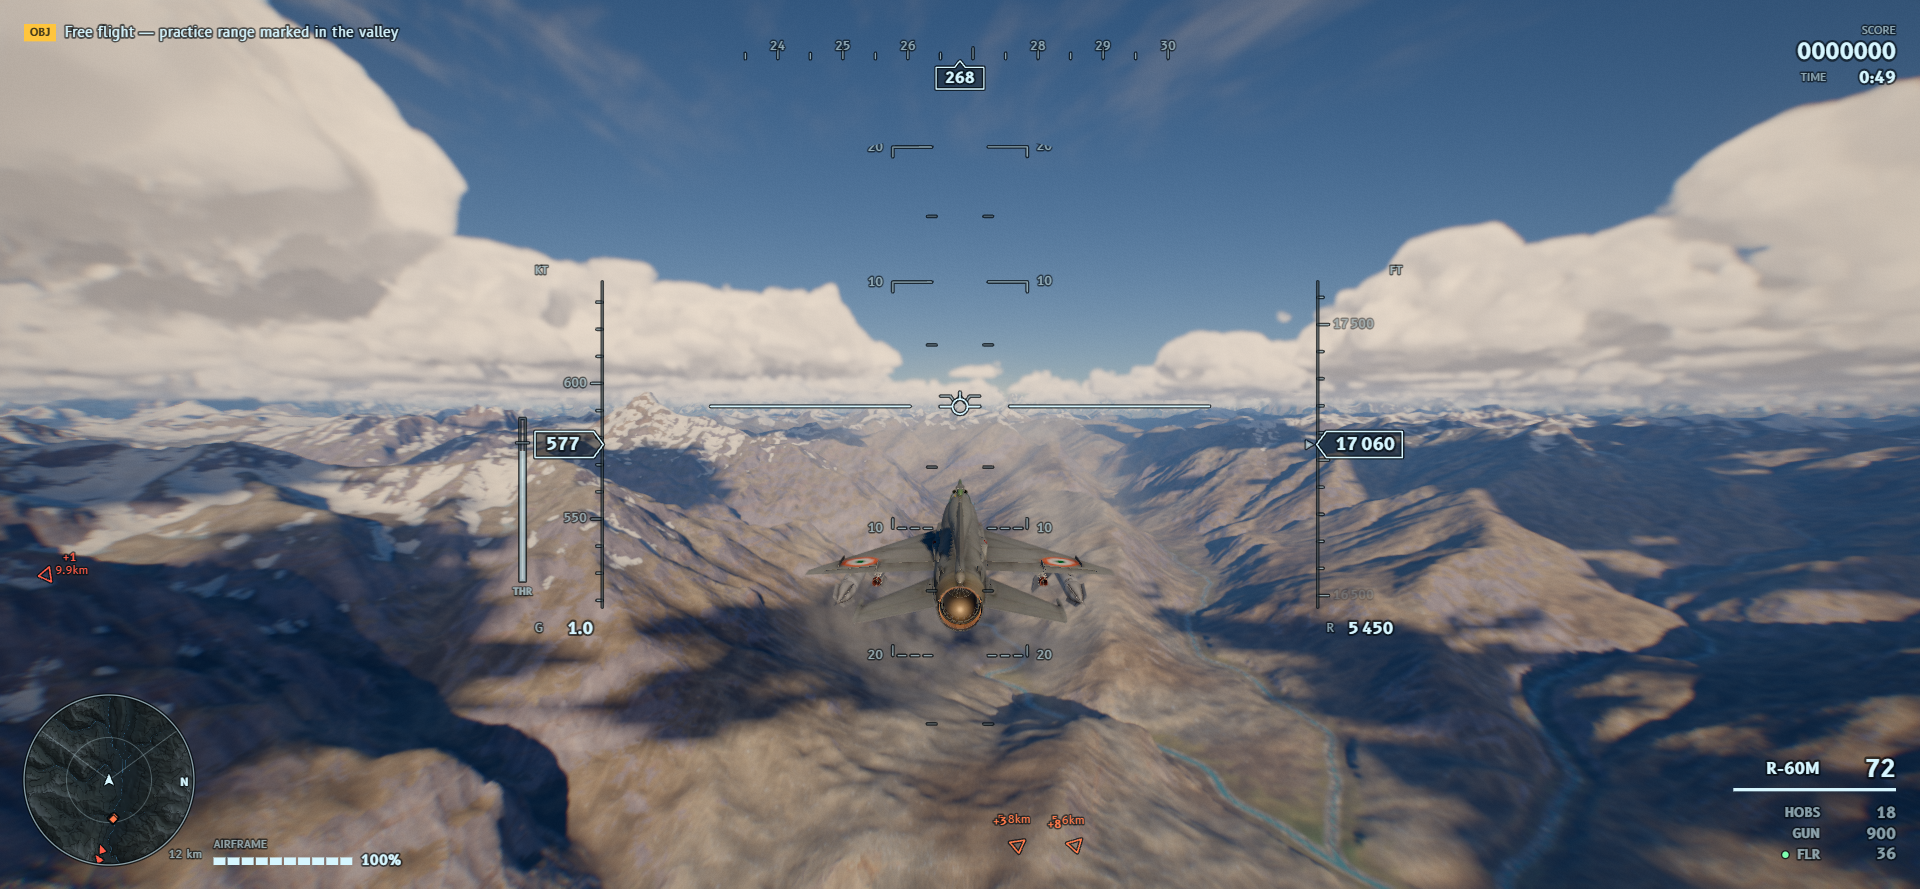 OBJ Free flight — practice range marked in the valley
SCORE
0000000
TIME 0:49
24 25 26 28 29 30
268
20 20
KT
FT
10 10
17 500
600
577
17 060
550
10 10
+1
9.9km
THR
G 1.0
R 5 450
20 20
R-60M 72
N
HOBS 18
GUN 900
FLR 36
12 km
AIRFRAME
100%